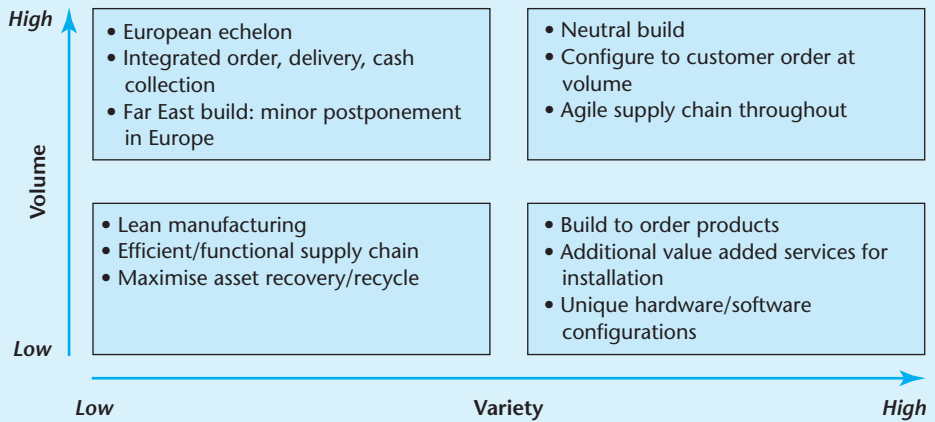 High
• European echelon
• Integrated order, delivery, cash
collection
• Far East build: minor postponement
in Europe
• Neutral build
• Configure to customer order at
volume
• Agile supply chain throughout
Volume
• Lean manufacturing
• Efficient/functional supply chain
• Maximise asset recovery/recycle
• Build to order products
• Additional value added services for
installation
• Unique hardware/software
configurations
Low
Low
Variety
High